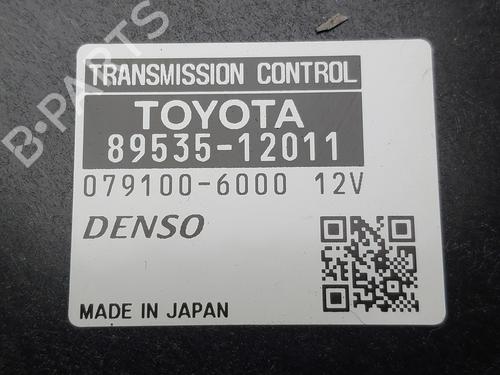 B-PARTS
TRANSMISSION CONTROL
TOYOTA
89535-12011
079100-6000 12V
DENSO
MADE IN JAPAN